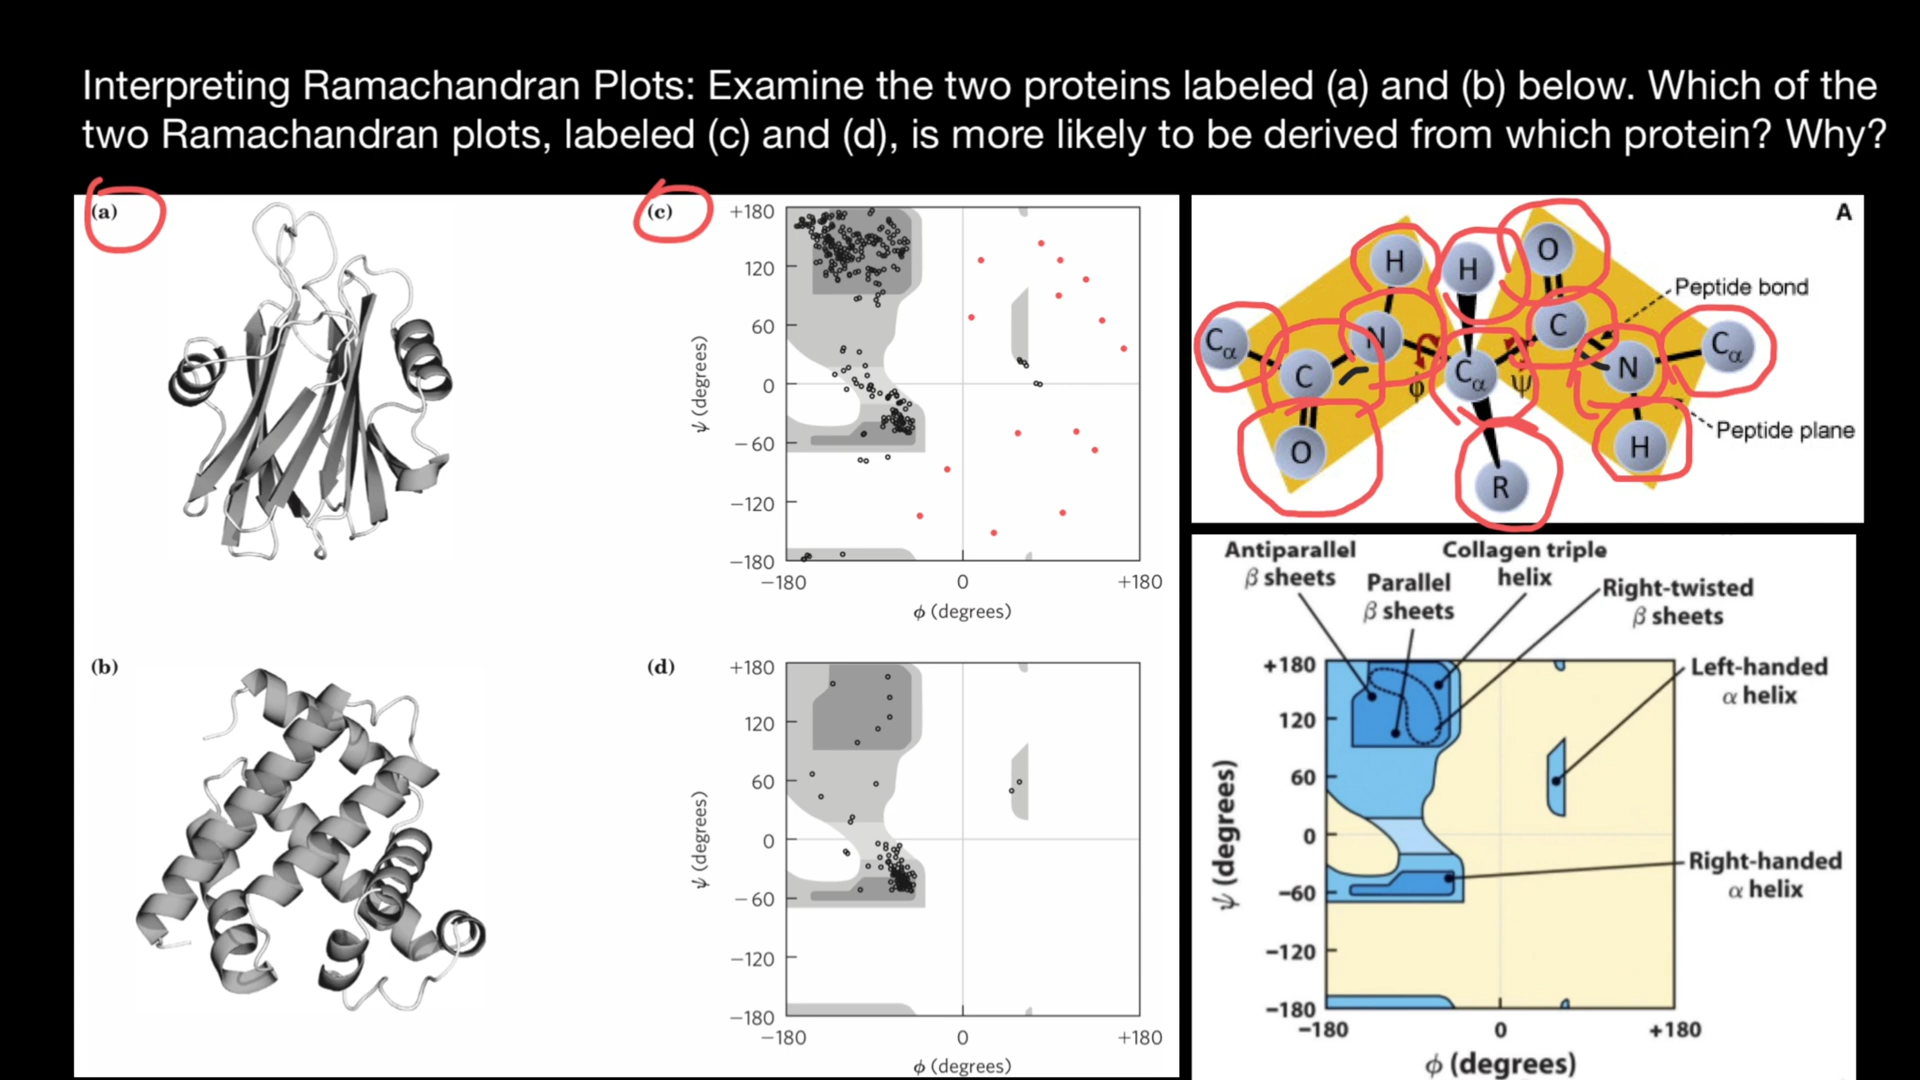 Interpreting Ramachandran Plots: Examine the two proteins labeled (a) and (b) below. Which of the
two Ramachandran plots, labeled (c) and (d), is more likely to be derived from which protein? Why?
(a)
(b)
(c)
+180
120
60
0
−60
−120
−180
ψ (degrees)
−180
0
+180
ϕ (degrees)
(d)
+180
120
60
0
−60
−120
−180
ψ (degrees)
−180
0
+180
ϕ (degrees)
A
H
H
O
Peptide bond
Cα
N
C
Cα
C
ϕ
Cα
ψ
N
Peptide plane
O
R
H
Antiparallel
β sheets
Parallel
β sheets
Collagen triple
helix
Right-twisted
β sheets
Left-handed
α helix
Right-handed
α helix
+180
120
60
0
−60
−120
−180
ψ (degrees)
−180
0
+180
ϕ (degrees)